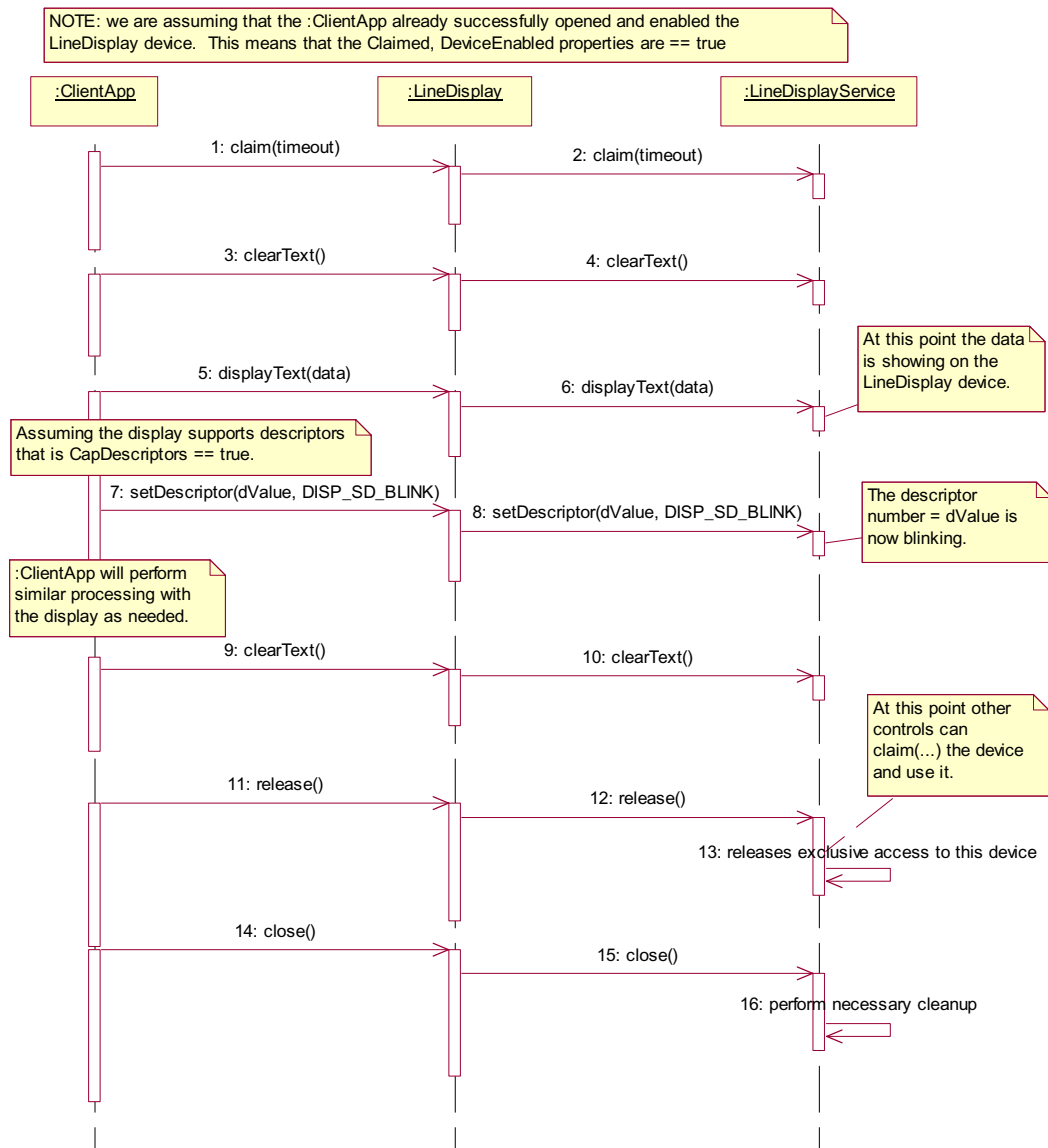 NOTE: we are assuming that the :ClientApp already successfully opened and enabled the
LineDisplay device.  This means that the Claimed, DeviceEnabled properties are == true
:ClientApp
:LineDisplay
:LineDisplayService
1: claim(timeout)
2: claim(timeout)
3: clearText()
4: clearText()
At this point the data
is showing on the
LineDisplay device.
5: displayText(data)
6: displayText(data)
Assuming the display supports descriptors
that is CapDescriptors == true.
7: setDescriptor(dValue, DISP_SD_BLINK)
8: setDescriptor(dValue, DISP_SD_BLINK)
The descriptor
number = dValue is
now blinking.
:ClientApp will perform
similar processing with
the display as needed.
9: clearText()
10: clearText()
At this point other
controls can
claim(...) the device
and use it.
11: release()
12: release()
13: releases exclusive access to this device
14: close()
15: close()
16: perform necessary cleanup